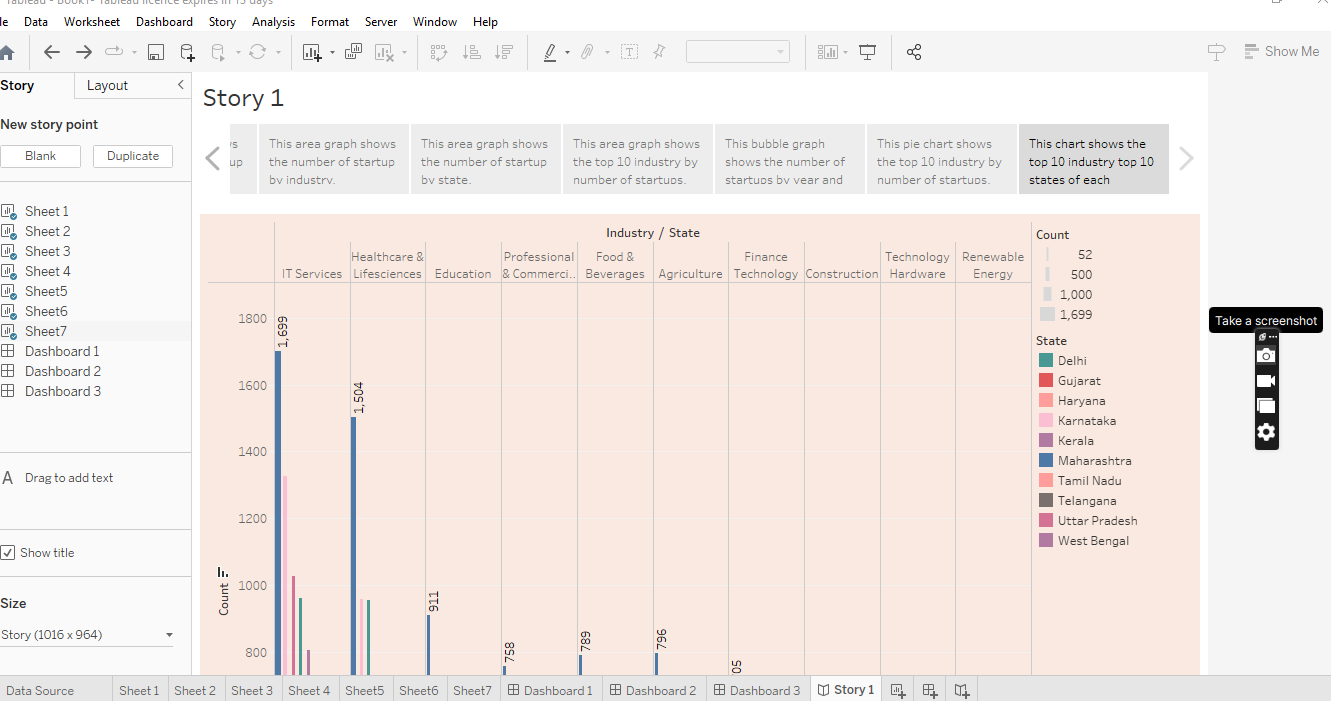 Tableau - Book1- Tableau licence expires in 13 days
le Data Worksheet Dashboard Story Analysis Format Server Window Help
Show Me
Story Layout
New story point
Blank Duplicate
Sheet 1
Sheet 2
Sheet 3
Sheet 4
Sheet5
Sheet6
Sheet7
Dashboard 1
Dashboard 2
Dashboard 3
A Drag to add text
Show title
Size
Story (1016 x 964)
Story 1
This area graph shows
the number of startup
by industry.
This area graph shows
the number of startup
by state.
This area graph shows
the top 10 industry by
number of startups.
This bubble graph
shows the number of
startups by year and
This pie chart shows
the top 10 industry by
number of startups.
This chart shows the
top 10 industry top 10
states of each
Industry / State
IT Services
Healthcare &
Lifesciences
Education
Professional
& Commerci..
Food &
Beverages
Agriculture
Finance
Technology
Construction
Technology
Hardware
Renewable
Energy
Count
1800
1600
1400
1200
1000
800
1,699
1,504
911
758
789
796
05
Count
52
500
1,000
1,699
State
Delhi
Gujarat
Haryana
Karnataka
Kerala
Maharashtra
Tamil Nadu
Telangana
Uttar Pradesh
West Bengal
Take a screenshot
Data Source Sheet 1 Sheet 2 Sheet 3 Sheet 4 Sheet5 Sheet6 Sheet7 Dashboard 1 Dashboard 2 Dashboard 3 Story 1